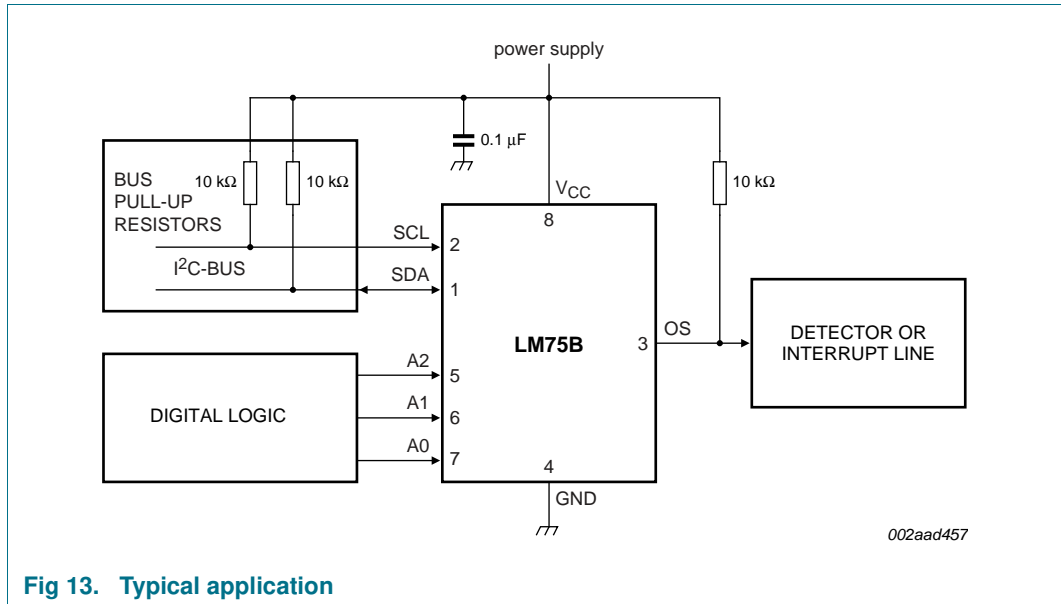 power supply
0.1 μF
BUS
PULL-UP
RESISTORS
10 kΩ
10 kΩ
10 kΩ
VCC
8
SCL
2
I2C-BUS
SDA
1
LM75B
3
OS
DETECTOR OR
INTERRUPT LINE
DIGITAL LOGIC
A2
5
A1
6
A0
7
4
GND
002aad457
Fig 13. Typical application